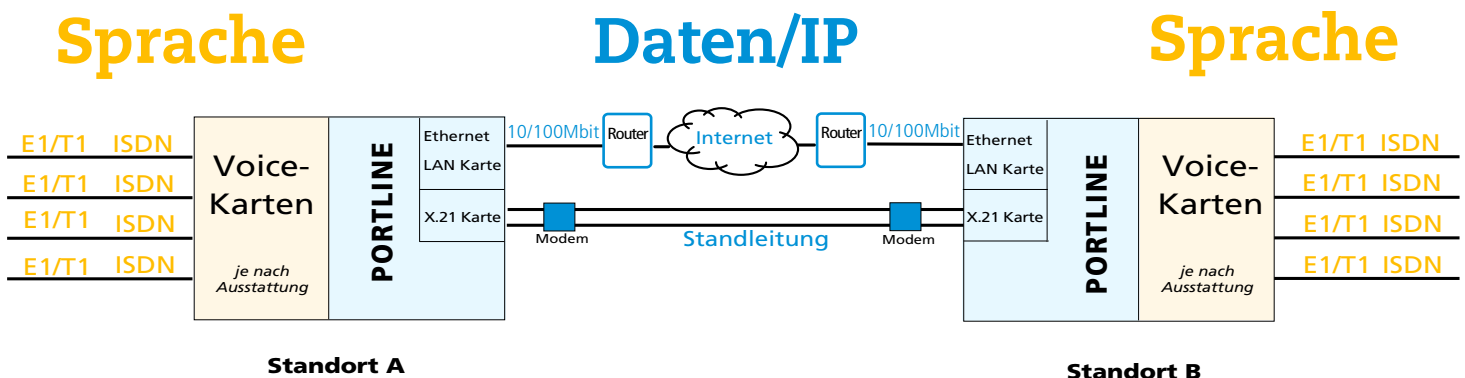 Sprache
Daten/IP
Sprache
E1/T1 ISDN
E1/T1 ISDN
E1/T1 ISDN
E1/T1 ISDN
Voice-
Karten
je nach
Ausstattung
PORTLINE
Ethernet
LAN Karte
X.21 Karte
10/100Mbit
Router
Internet
Router
10/100Mbit
Modem
Standleitung
Modem
Ethernet
LAN Karte
X.21 Karte
PORTLINE
Voice-
Karten
je nach
Ausstattung
E1/T1 ISDN
E1/T1 ISDN
E1/T1 ISDN
E1/T1 ISDN
Standort A
Standort B